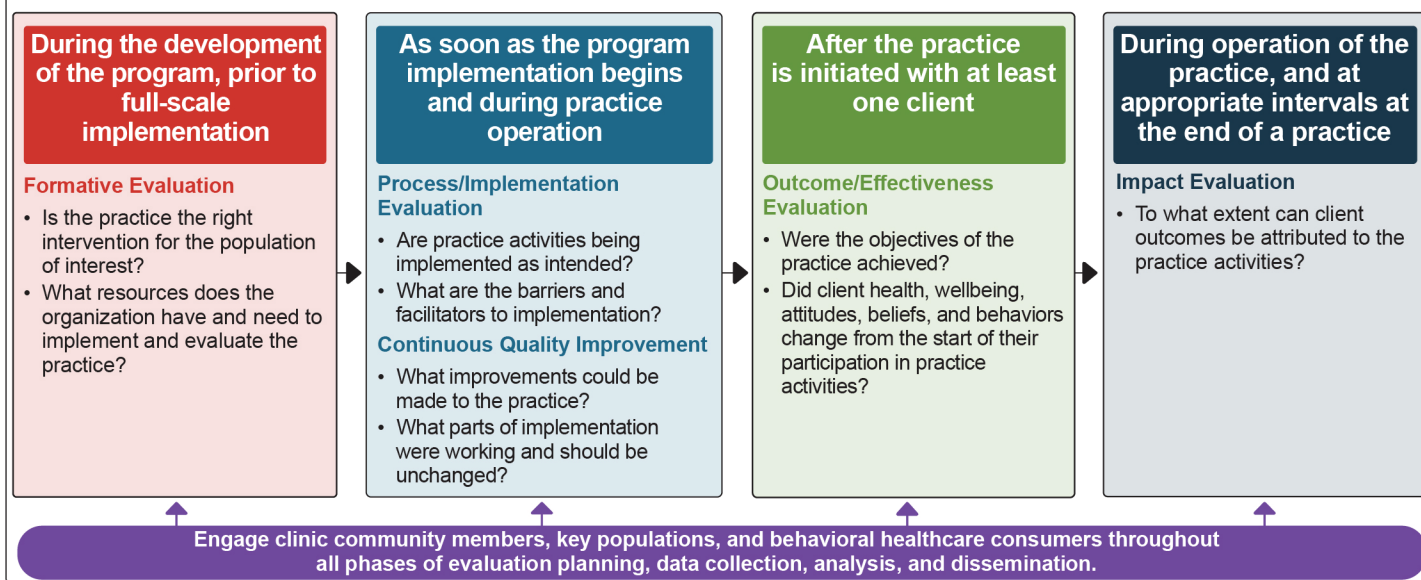 During the development
of the program, prior to
full-scale
implementation
Formative Evaluation
• Is the practice the right
intervention for the population
of interest?
• What resources does the
organization have and need to
implement and evaluate the
practice?
As soon as the program
implementation begins
and during practice
operation
Process/Implementation
Evaluation
• Are practice activities being
implemented as intended?
• What are the barriers and
facilitators to implementation?
Continuous Quality Improvement
• What improvements could be
made to the practice?
• What parts of implementation
were working and should be
unchanged?
After the practice
is initiated with at least
one client
Outcome/Effectiveness
Evaluation
• Were the objectives of the
practice achieved?
• Did client health, wellbeing,
attitudes, beliefs, and behaviors
change from the start of their
participation in practice
activities?
During operation of the
practice, and at
appropriate intervals at
the end of a practice
Impact Evaluation
• To what extent can client
outcomes be attributed to the
practice activities?
Engage clinic community members, key populations, and behavioral healthcare consumers throughout
all phases of evaluation planning, data collection, analysis, and dissemination.